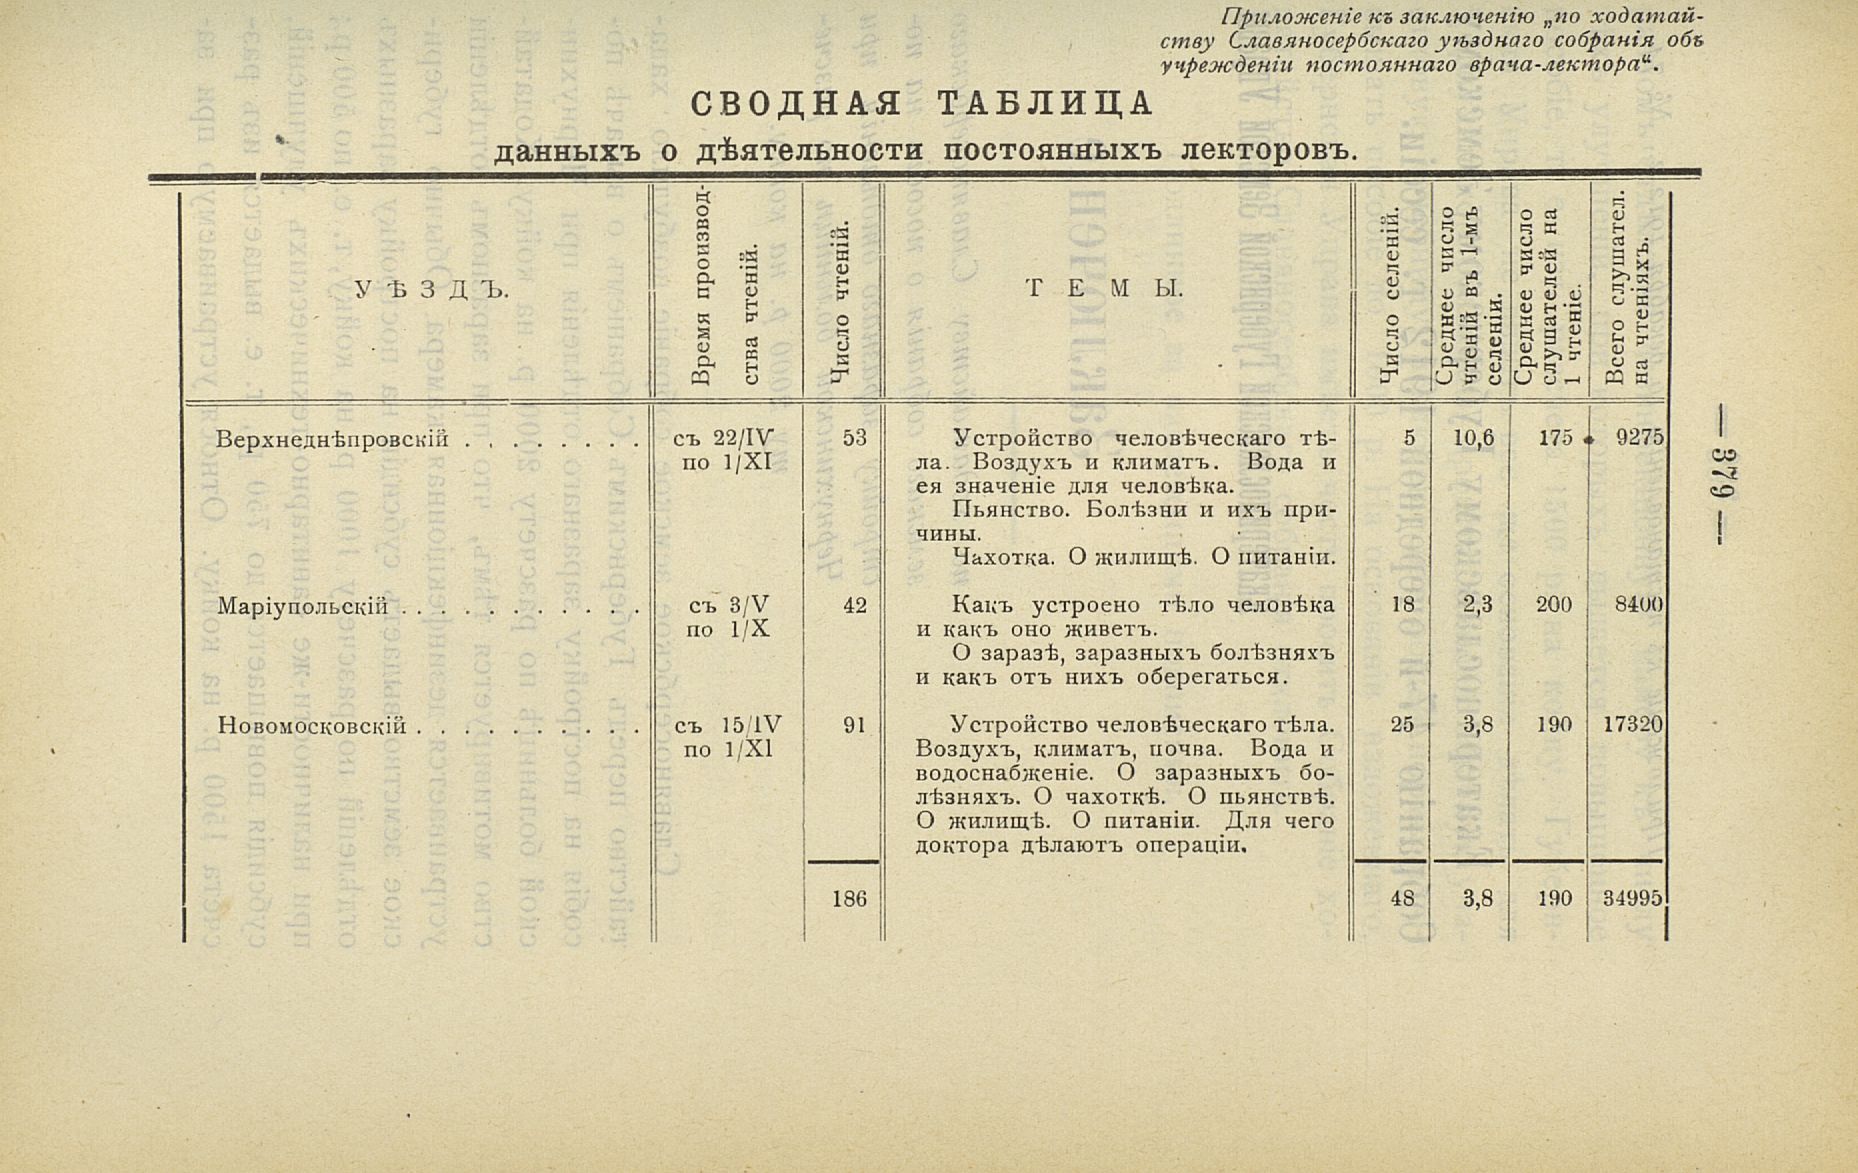 Приложеніе къ заключенію „по ходатай-
ству Славяносербскаго уѣзднаго собранія объ
учрежденіи постояннаго врача-лектора“.
СВОДНАЯ ТАБЛИЦА
данныхъ о дѣятельности постоянныхъ лекторовъ.
УѢЗДЪ.
Время производ-
ства чтеній.
Число чтеній.
ТЕМЫ.
Число селеній.
Среднее число
чтеній въ 1-мъ
селеніи.
Среднее число
слушателей на
1 чтеніе.
Всего слушател.
на чтеніяхъ.
Верхнеднѣпровскій . . . . . . . . съ 22/IV 53 Устройство человѣческаго тѣ- 5 10,6 175 9275
по 1/XI ла. Воздухъ и климатъ. Вода и
ея значеніе для человѣка.
Пьянство. Болѣзни и ихъ при-
чины.
Чахотка. О жилищѣ. О питаніи.
Маріупольскій . . . . . . . . . . . съ 3/V 42 Какъ устроено тѣло человѣка 18 2,3 200 8400
по 1/X и какъ оно живетъ.
О заразѣ, заразныхъ болѣзняхъ
и какъ отъ нихъ оберегаться.
Новомосковскій . . . . . . . . . . съ 15/IV 91 Устройство человѣческаго тѣла. 25 3,8 190 17320
по 1/XI Воздухъ, климатъ, почва. Вода и
водоснабженіе. О заразныхъ бо-
лѣзняхъ. О чахоткѣ. О пьянствѣ.
О жилищѣ. О питаніи. Для чего
доктора дѣлаютъ операціи.
186 48 3,8 190 34995
— 379 —